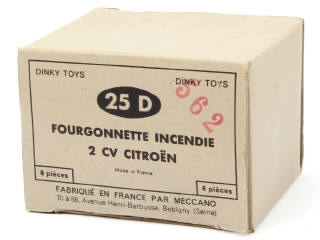 DINKY TOYS DINKY TOYS
25 D
562
FOURGONNETTE INCENDIE
2 CV CITROËN
Made in France
6 pièces 6 pièces
FABRIQUÉ EN FRANCE PAR MECCANO
70 à 88, Avenue Henri-Barbusse, Bobigny (Seine)